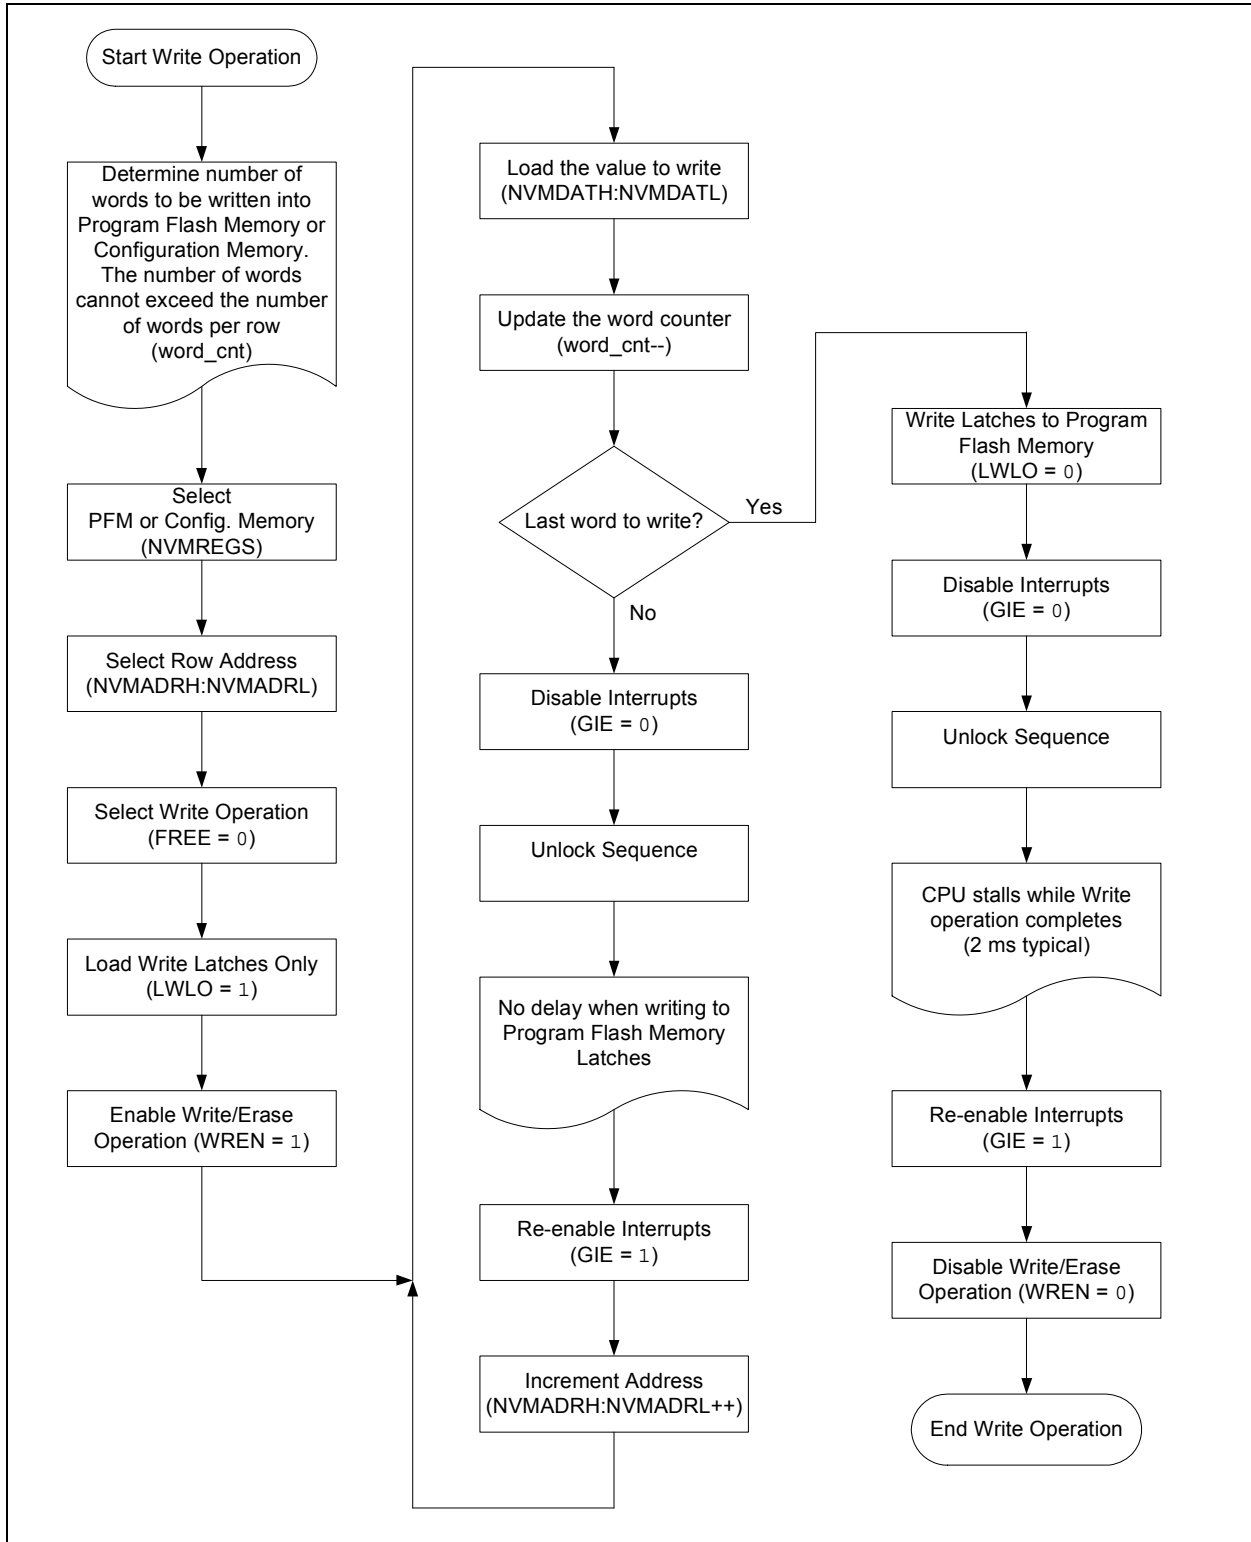 Start Write Operation
Determine number of
words to be written into
Program Flash Memory or
Configuration Memory.
The number of words
cannot exceed the number
of words per row
(word_cnt)
Select
PFM or Config. Memory
(NVMREGS)
Select Row Address
(NVMADRH:NVMADRL)
Select Write Operation
(FREE = 0)
Load Write Latches Only
(LWLO = 1)
Enable Write/Erase
Operation (WREN = 1)
Load the value to write
(NVMDATH:NVMDATL)
Update the word counter
(word_cnt--)
Last word to write?
Yes
No
Disable Interrupts
(GIE = 0)
Unlock Sequence
No delay when writing to
Program Flash Memory
Latches
Re-enable Interrupts
(GIE = 1)
Increment Address
(NVMADRH:NVMADRL++)
Write Latches to Program
Flash Memory
(LWLO = 0)
Disable Interrupts
(GIE = 0)
Unlock Sequence
CPU stalls while Write
operation completes
(2 ms typical)
Re-enable Interrupts
(GIE = 1)
Disable Write/Erase
Operation (WREN = 0)
End Write Operation